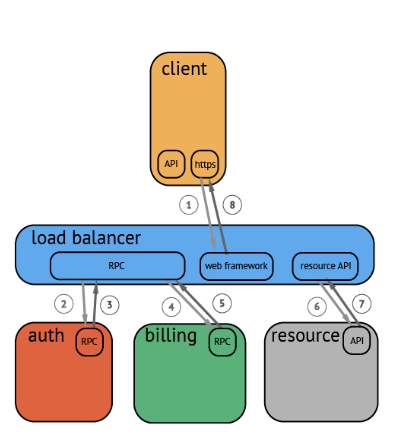 client
API https
1 8
load balancer
RPC web framework resource API
2 3 4 5 6 7
auth billing resource
RPC RPC API